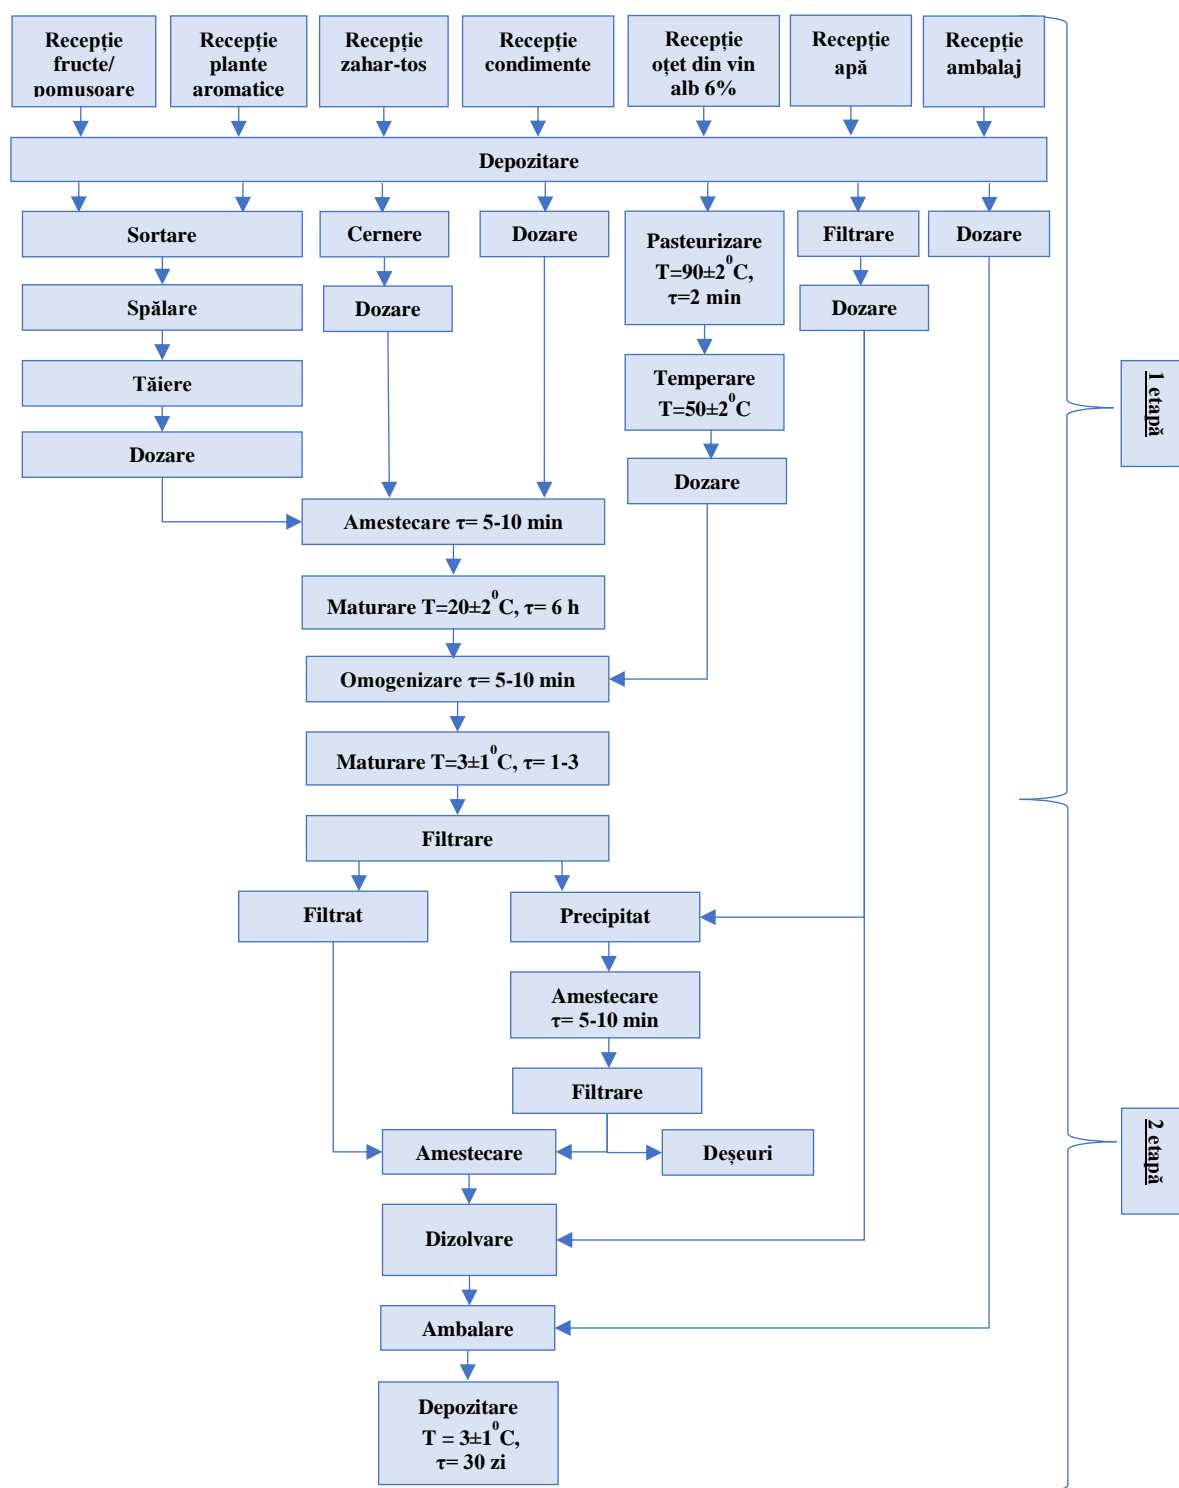 Recepție
fructe/
pomusoare
Recepție
plante
aromatice
Recepție
zahar-tos
Recepție
condimente
Recepție
oțet din vin
alb 6%
Recepție
apă
Recepție
ambalaj
Depozitare
Sortare
Cernere
Dozare
Pasteurizare
T=90±2⁰C,
τ=2 min
Filtrare
Dozare
Spălare
Dozare
Dozare
Tăiere
Temperare
T=50±2⁰C
1 etapă
Dozare
Dozare
Amestecare τ= 5-10 min
Maturare T=20±2⁰C, τ= 6 h
Omogenizare τ= 5-10 min
Maturare T=3±1⁰C, τ= 1-3
Filtrare
Filtrat
Precipitat
Amestecare
τ= 5-10 min
Filtrare
Amestecare
Deșeuri
2 etapă
Dizolvare
Ambalare
Depozitare
T = 3±1⁰C,
τ= 30 zi